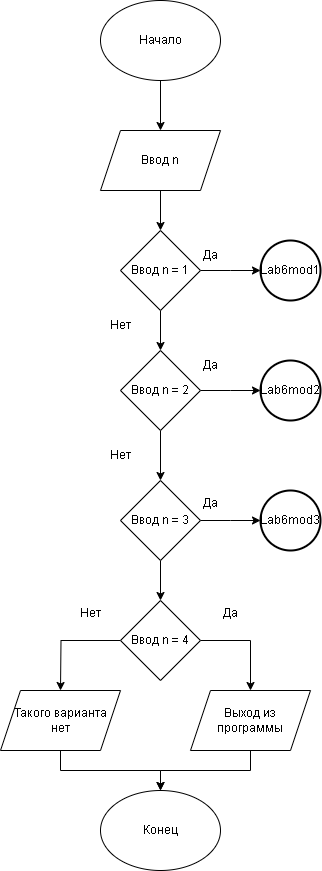 Начало
Ввод n
Да
Ввод n = 1
Lab6mod1
Нет
Да
Ввод n = 2
Lab6mod2
Нет
Да
Ввод n = 3
Lab6mod3
Нет
Да
Ввод n = 4
Такого варианта
нет
Выход из
программы
Конец